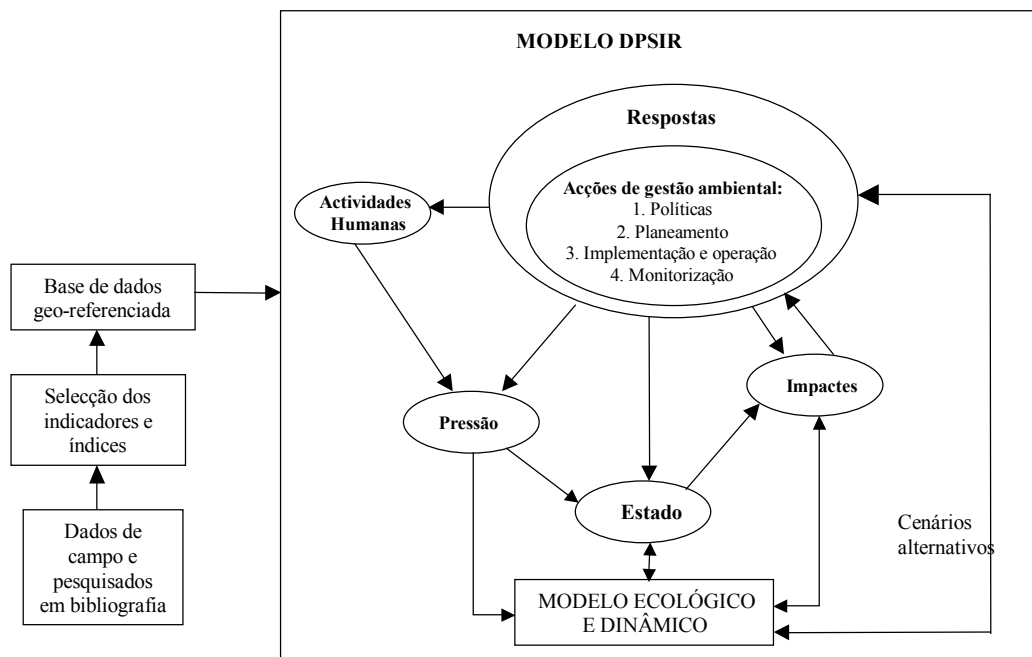 MODELO DPSIR
Respostas
Acções de gestão ambiental:
1. Políticas
2. Planeamento
3. Implementação e operação
4. Monitorização
Actividades
Humanas
Base de dados
geo-referenciada
Selecção dos
indicadores e
índices
Dados de
campo e
pesquisados
em bibliografia
Pressão
Impactes
Estado
Cenários
alternativos
MODELO ECOLÓGICO
E DINÂMICO